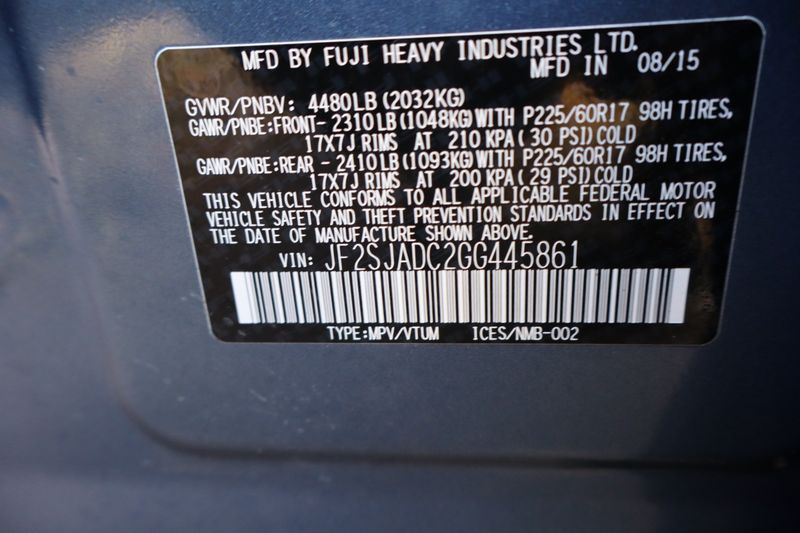 MFD BY FUJI HEAVY INDUSTRIES LTD.
MFD IN 08/15
GVWR/PNBV: 4480LB(2032KG)
GAWR/PNBE:FRONT- 2310LB(1048KG)WITH P225/60R17 98H TIRES,
17X7J RIMS AT 210 KPA( 30 PSI)COLD
GAWR/PNBE:REAR - 2410LB(1093KG)WITH P225/60R17 98H TIRES,
17X7J RIMS AT 200 KPA( 29 PSI)COLD
THIS VEHICLE CONFORMS TO ALL APPLICABLE FEDERAL MOTOR
VEHICLE SAFETY AND THEFT PREVENTION STANDARDS IN EFFECT ON
THE DATE OF MANUFACTURE SHOWN ABOVE.
VIN: JF2SJADC2GG445861
TYPE:MPV/VTUM ICES/NMB-002